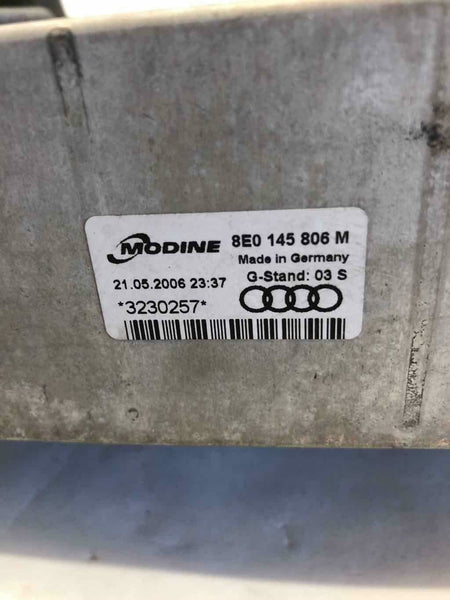 MODINE 8E0 145 806 M
Made in Germany
21.05.2006 23:37 G-Stand: 03 S
*3230257*